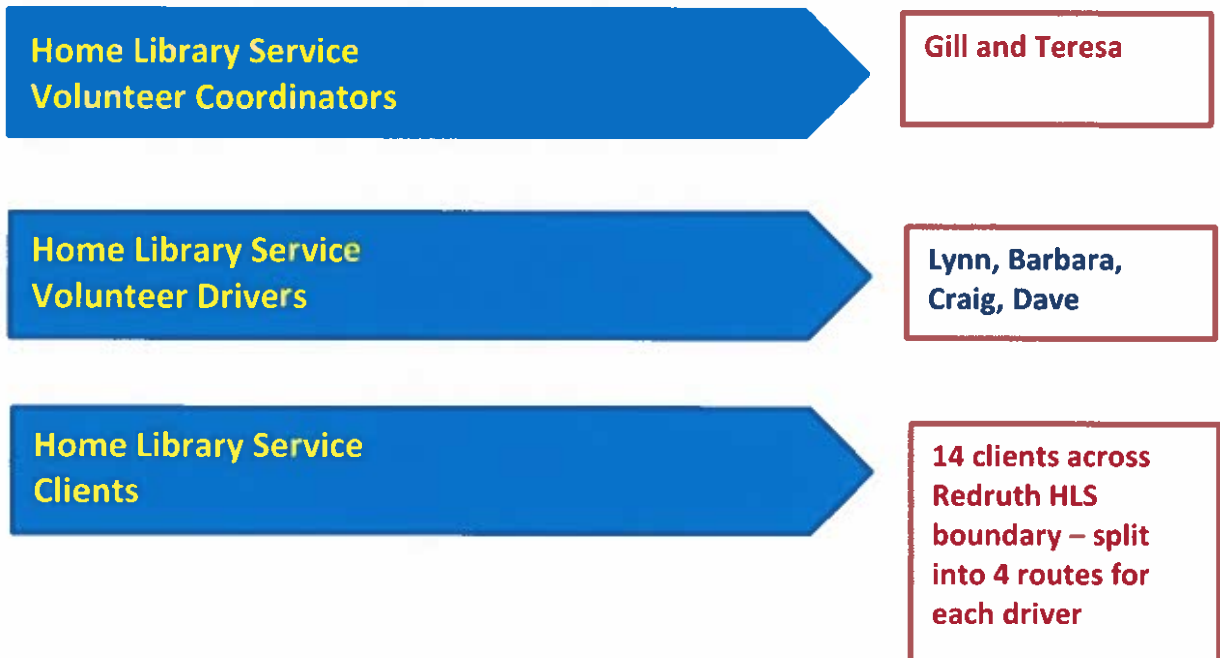 Home Library Service
Volunteer Coordinators
Gill and Teresa
Home Library Service
Volunteer Drivers
Lynn, Barbara,
Craig, Dave
Home Library Service
Clients
14 clients across
Redruth HLS
boundary – split
into 4 routes for
each driver